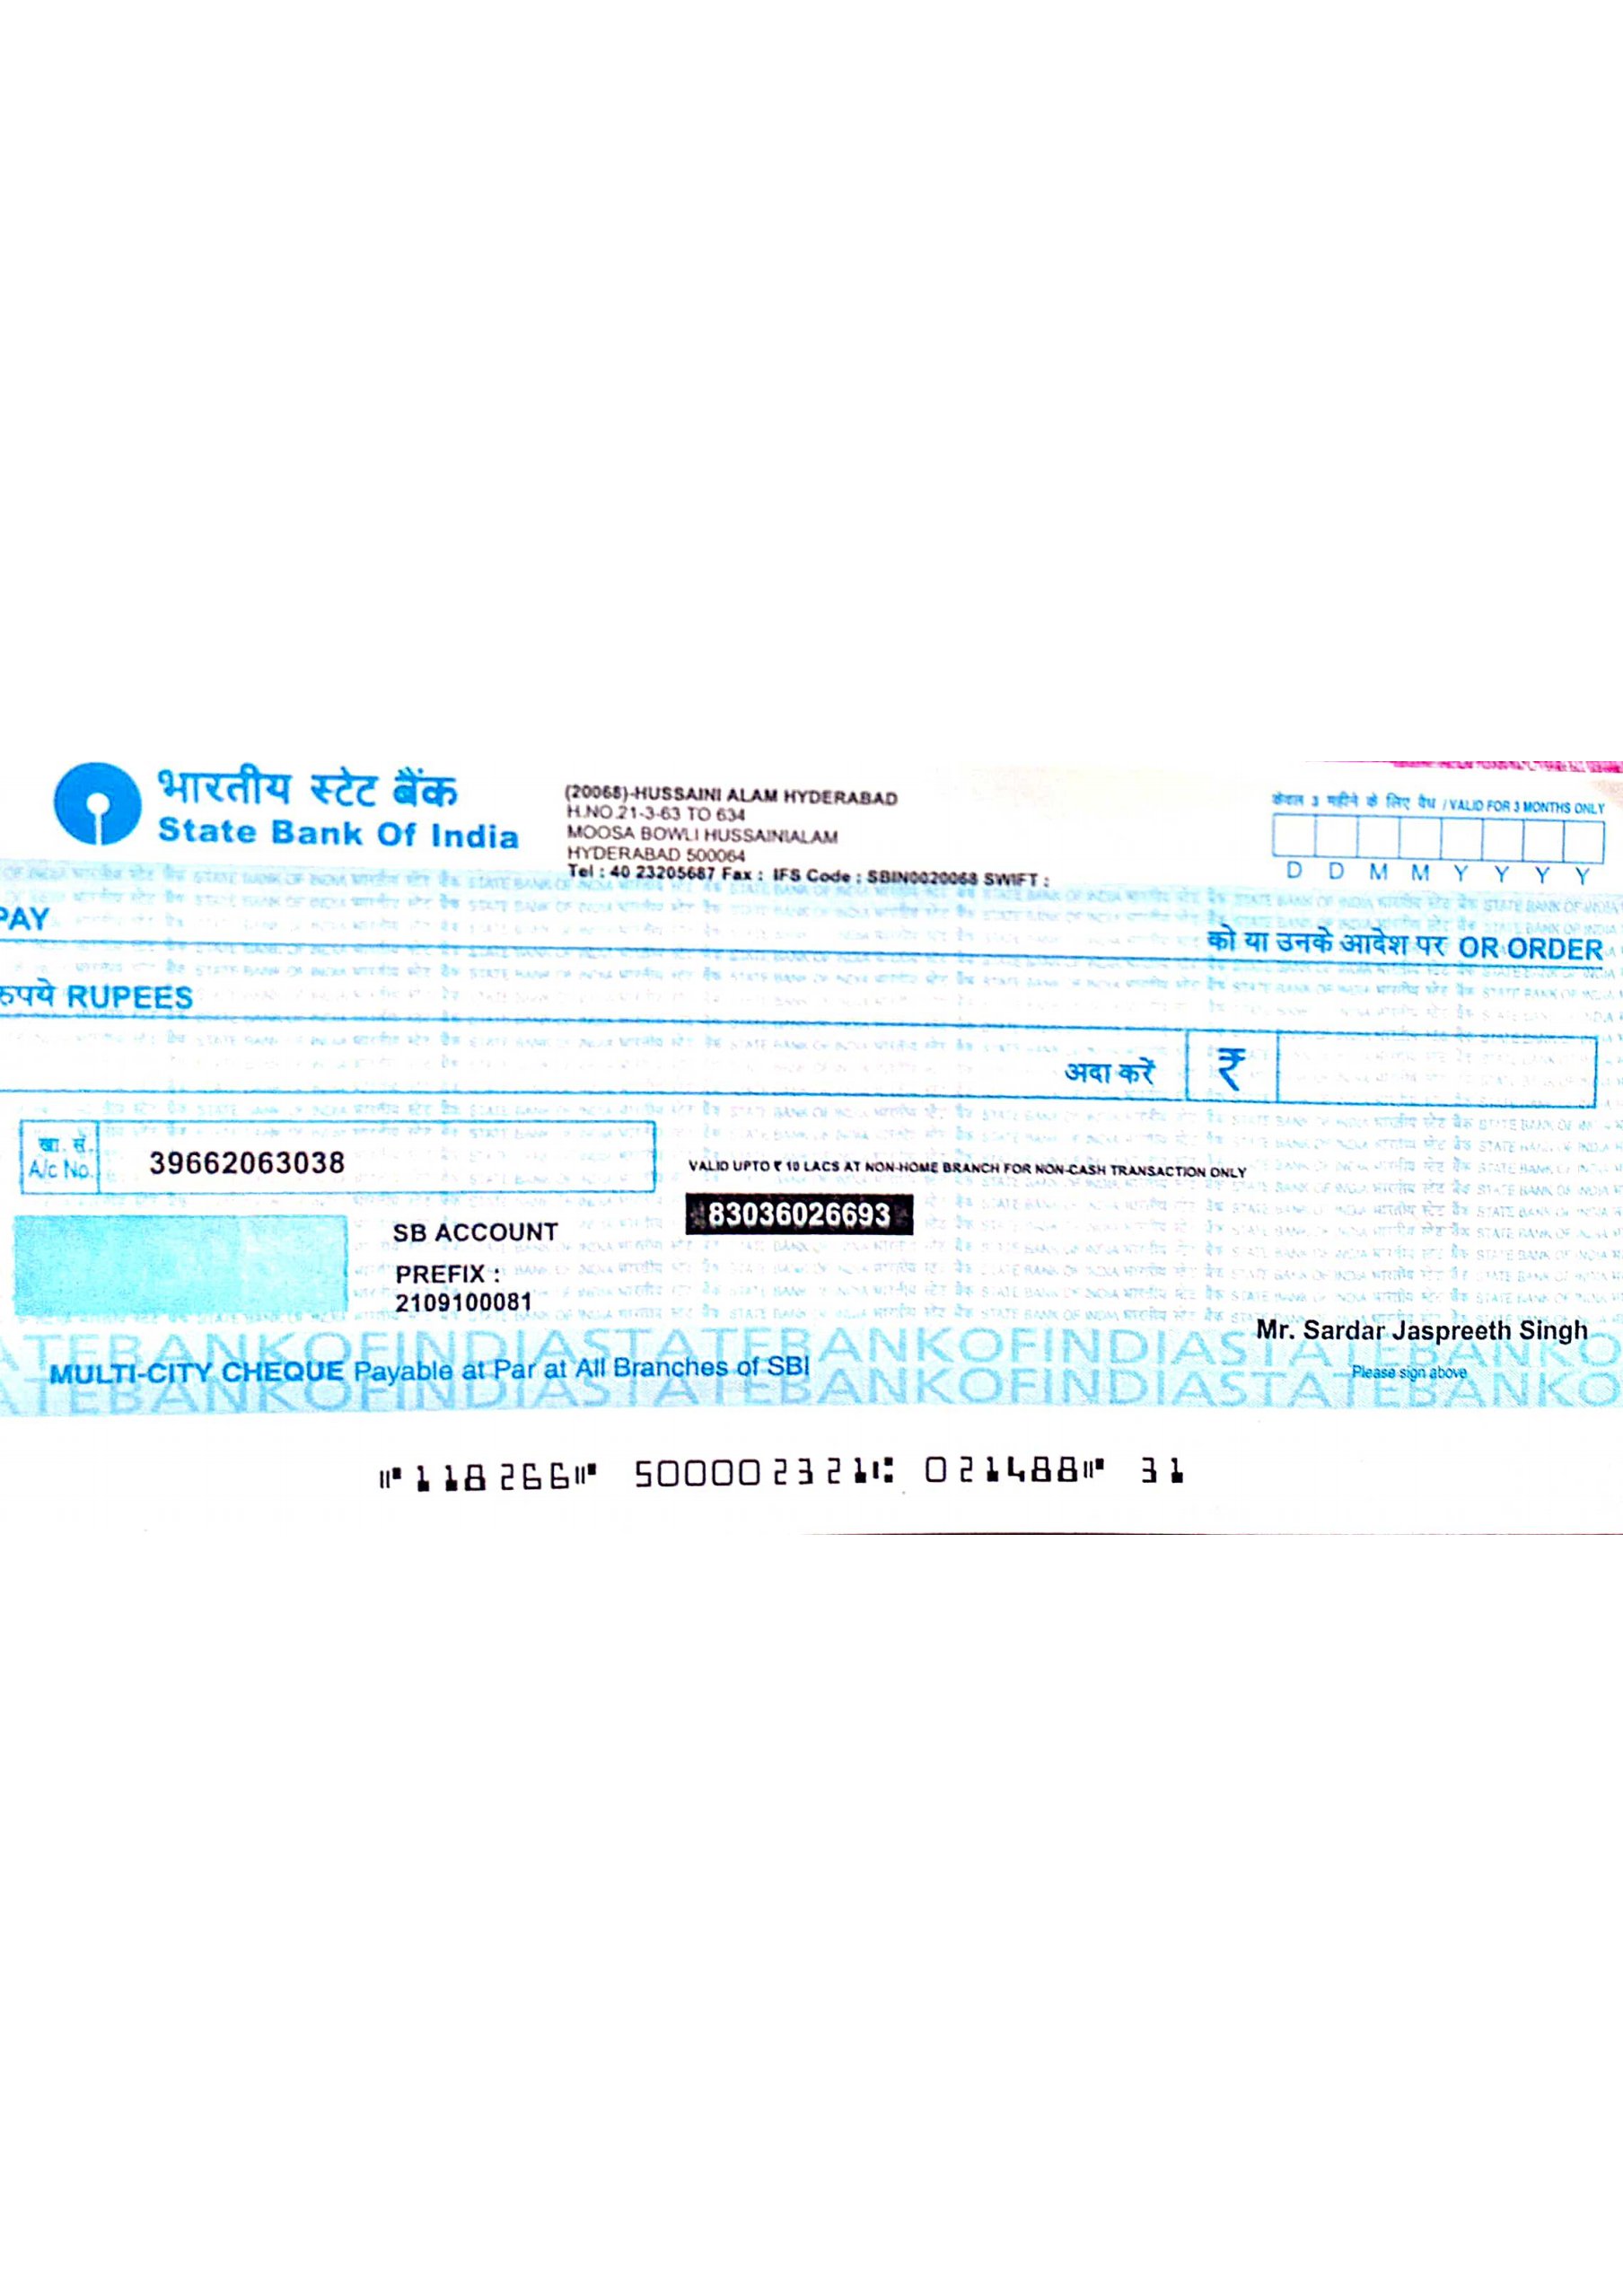 भारतीय स्टेट बैंक
State Bank Of India
(20068)-HUSSAINI ALAM HYDERABAD
H.NO.21-3-63 TO 634
MOOSA BOWLI HUSSAINIALAM
HYDERABAD 500064
Tel : 40 23205687 Fax : IFS Code : SBIN0020068 SWIFT :
केवल 3 महीने के लिए वैध / VALID FOR 3 MONTHS ONLY
D D M M Y Y Y Y
PAY
को या उनके आदेश पर OR ORDER
रुपये RUPEES
अदा करें ₹
खा. सं.
A/c No.
39662063038
VALID UPTO ₹ 10 LACS AT NON-HOME BRANCH FOR NON-CASH TRANSACTION ONLY
83036026693
SB ACCOUNT
PREFIX :
2109100081
Mr. Sardar Jaspreeth Singh
Please sign above
MULTI-CITY CHEQUE Payable at Par at All Branches of SBI
ATEBANKOFINDIASTATEBANKOFINDIASTATEBANKO
ATEBANKOFINDIASTATEBANKOFINDIASTATEBANKO
⑈118266⑈ 500002321⑆ 021488⑈ 31